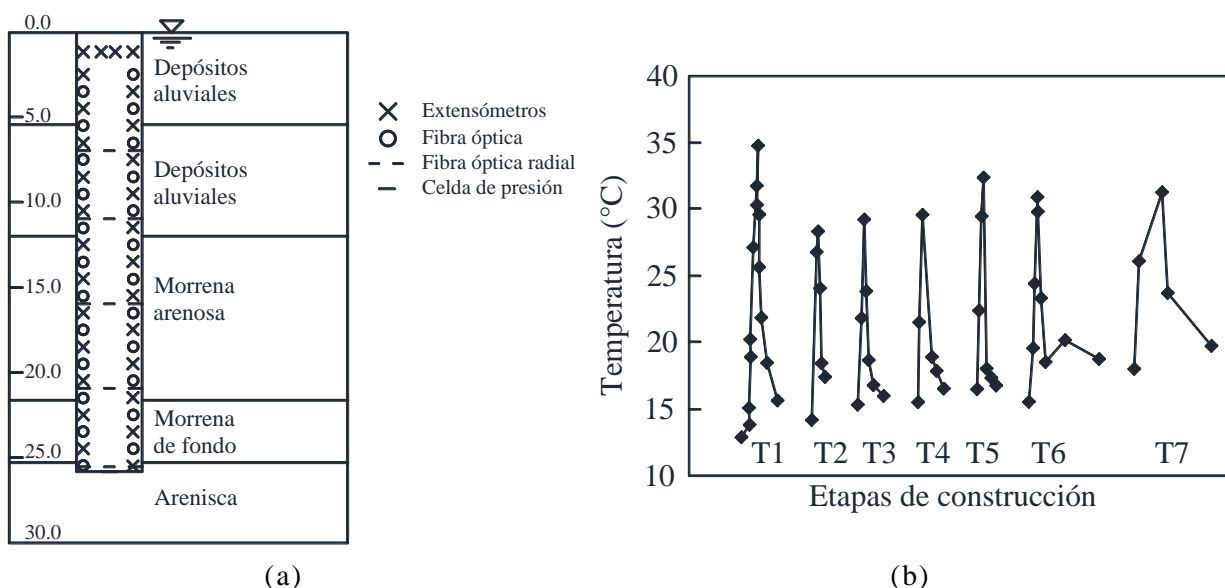 0.0
Depósitos
aluviales
5.0
Depósitos
aluviales
10.0
Morrena
arenosa
15.0
20.0
Morrena
de fondo
25.0
Arenisca
30.0
Extensómetros
Fibra óptica
Fibra óptica radial
Celda de presión
(a)
Temperatura (°C)
40
35
30
25
20
15
10
T1 T2 T3 T4 T5 T6 T7
Etapas de construcción
(b)